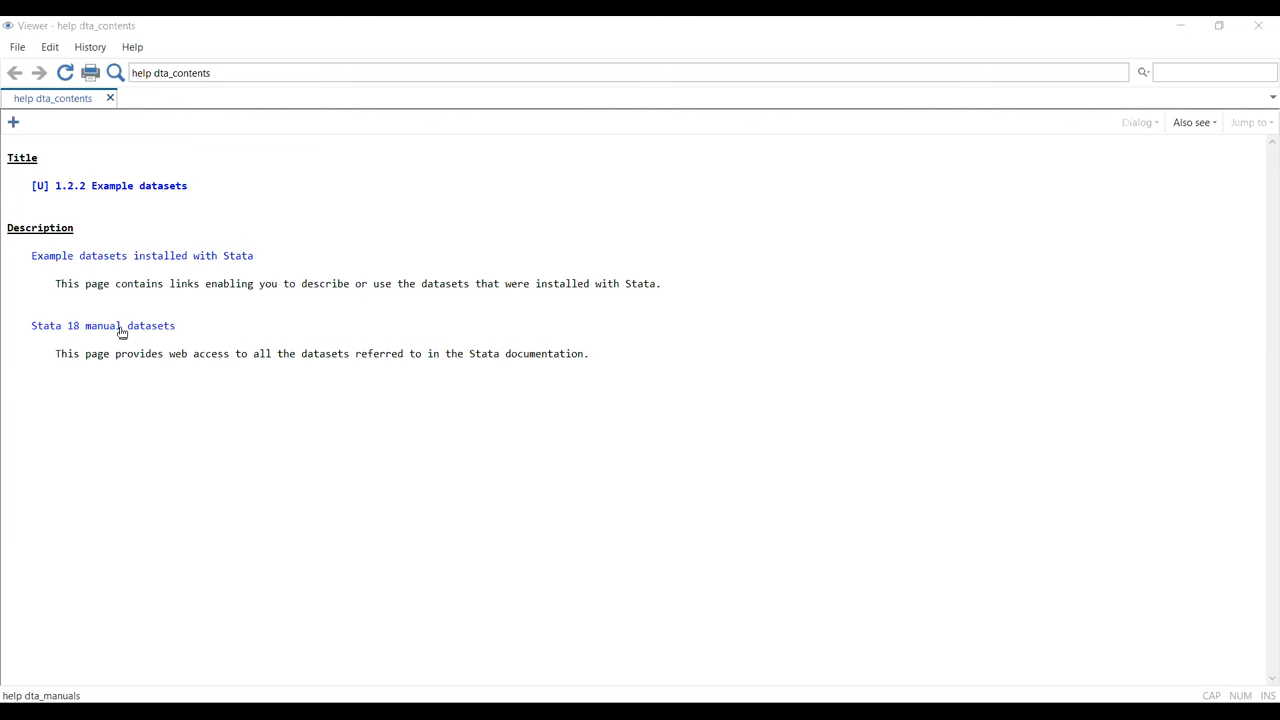 Viewer - help dta_contents
File Edit History Help
help dta_contents
help dta_contents
Dialog Also see Jump to
Title
[U] 1.2.2 Example datasets
Description
Example datasets installed with Stata
This page contains links enabling you to describe or use the datasets that were installed with Stata.
Stata 18 manual datasets
This page provides web access to all the datasets referred to in the Stata documentation.
help dta_manuals
CAP NUM INS